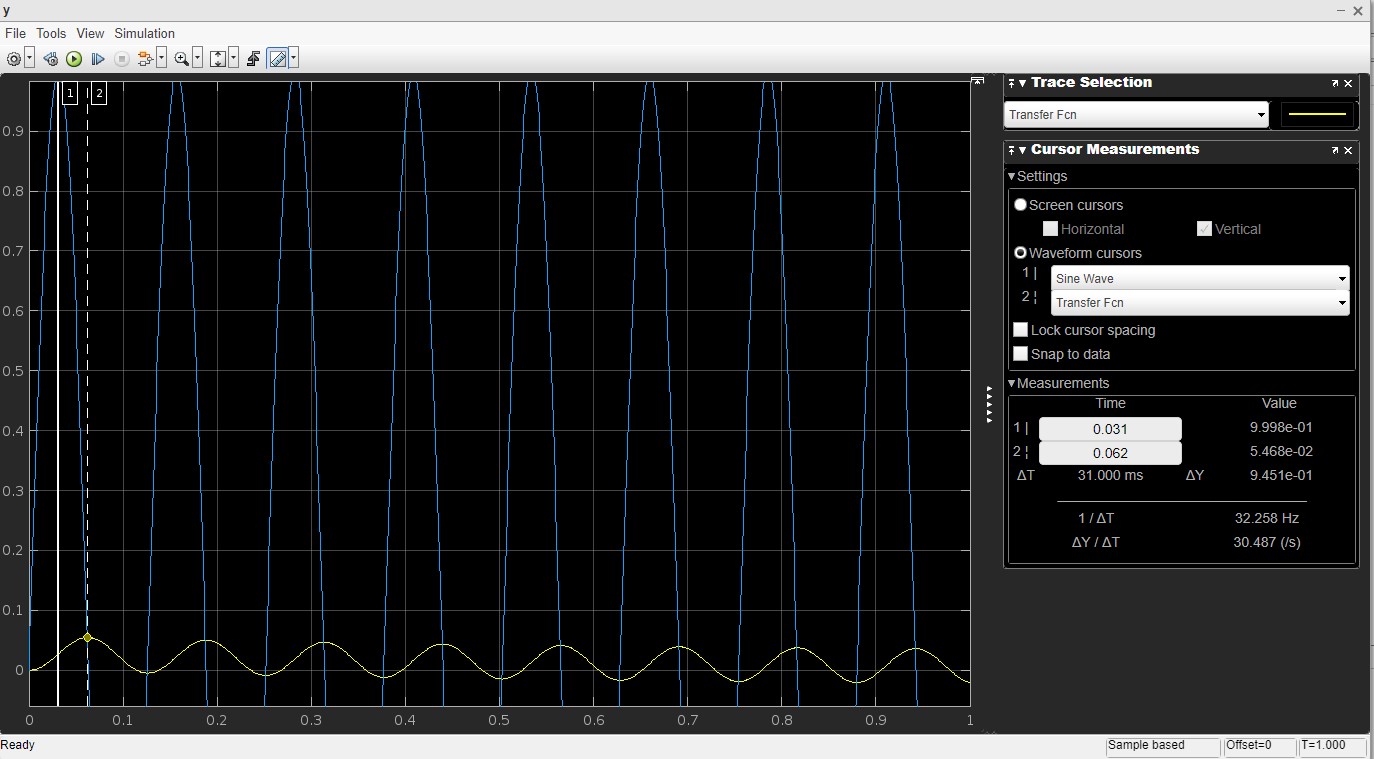 y
File Tools View Simulation
1 2
0.9
0.8
0.7
0.6
0.5
0.4
0.3
0.2
0.1
0
0 0.1 0.2 0.3 0.4 0.5 0.6 0.7 0.8 0.9 1
Trace Selection
Transfer Fcn
Cursor Measurements
Settings
Screen cursors
Horizontal Vertical
Waveform cursors
1 | Sine Wave
2 ¦ Transfer Fcn
Lock cursor spacing
Snap to data
Measurements
Time Value
1 | 0.031 9.998e-01
2 ¦ 0.062 5.468e-02
ΔT 31.000 ms ΔY 9.451e-01
1 / ΔT 32.258 Hz
ΔY / ΔT 30.487 (/s)
Ready Sample based Offset=0 T=1.000